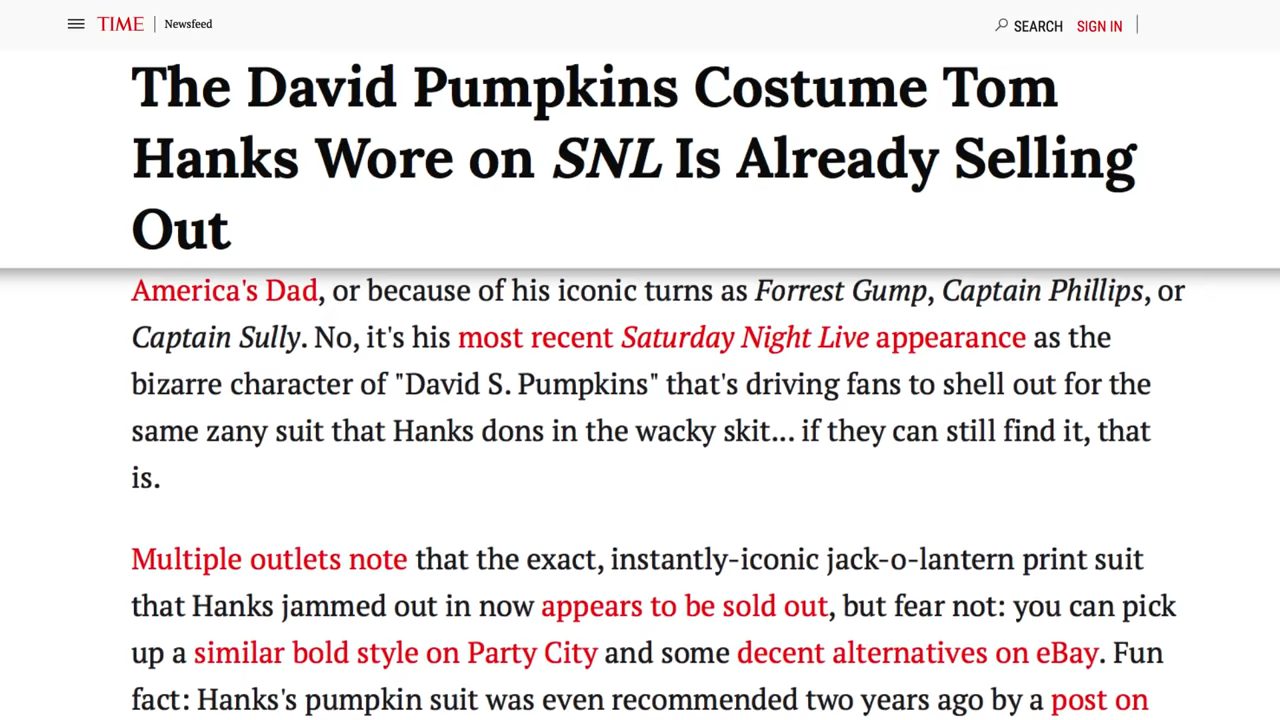 TIME | Newsfeed
SEARCH SIGN IN
The David Pumpkins Costume Tom
Hanks Wore on SNL Is Already Selling
Out
America's Dad, or because of his iconic turns as Forrest Gump, Captain Phillips, or
Captain Sully. No, it's his most recent Saturday Night Live appearance as the
bizarre character of "David S. Pumpkins" that's driving fans to shell out for the
same zany suit that Hanks dons in the wacky skit... if they can still find it, that
is.
Multiple outlets note that the exact, instantly-iconic jack-o-lantern print suit
that Hanks jammed out in now appears to be sold out, but fear not: you can pick
up a similar bold style on Party City and some decent alternatives on eBay. Fun
fact: Hanks's pumpkin suit was even recommended two years ago by a post on